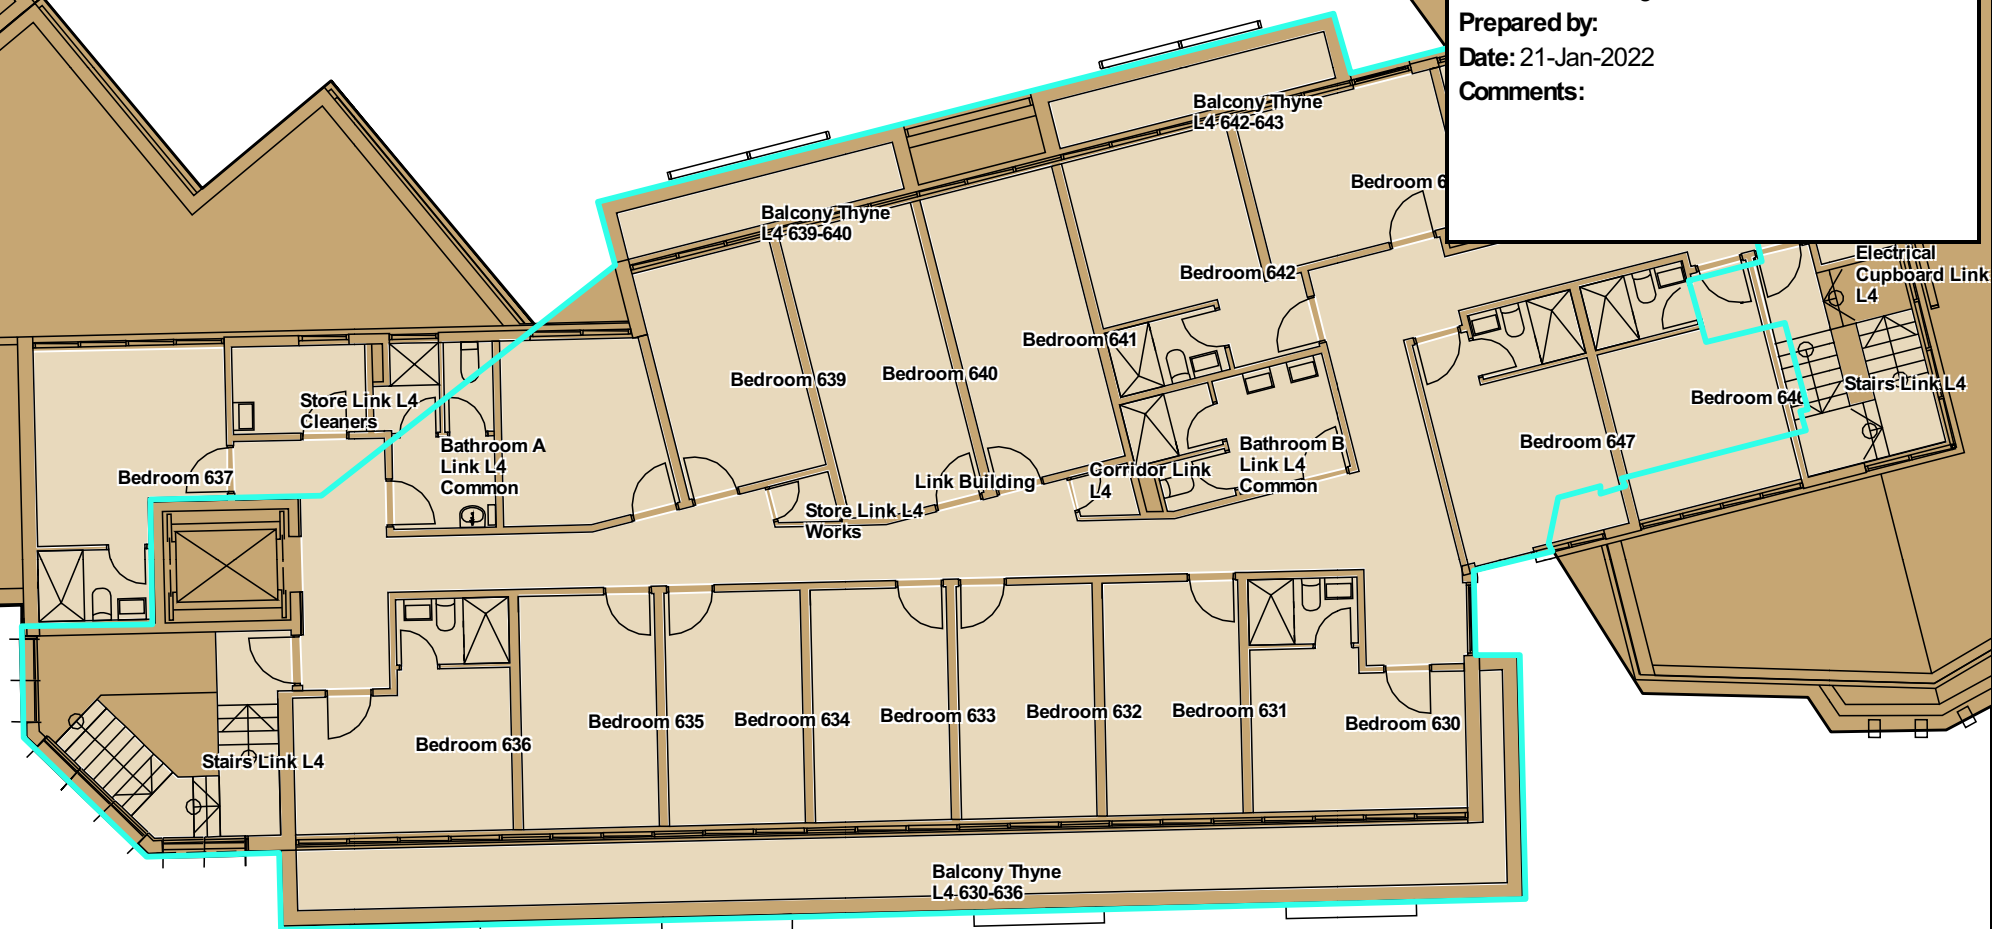 Prepared by:
Date: 21-Jan-2022
Comments:
Balcony Thyne
L4 642-643
Bedroom 6
Balcony Thyne
L4 639-640
Bedroom 642
Electrical
Cupboard Link
L4
Bedroom 641
Bedroom 639
Bedroom 640
Stairs Link L4
Bedroom 646
Store Link L4
Cleaners
Bathroom A
Link L4
Common
Bathroom B
Link L4
Common
Bedroom 647
Bedroom 637
Link Building
Corridor Link
L4
Store Link L4
Works
Bedroom 636
Bedroom 635
Bedroom 634
Bedroom 633
Bedroom 632
Bedroom 631
Bedroom 630
Stairs Link L4
Balcony Thyne
L4 630-636